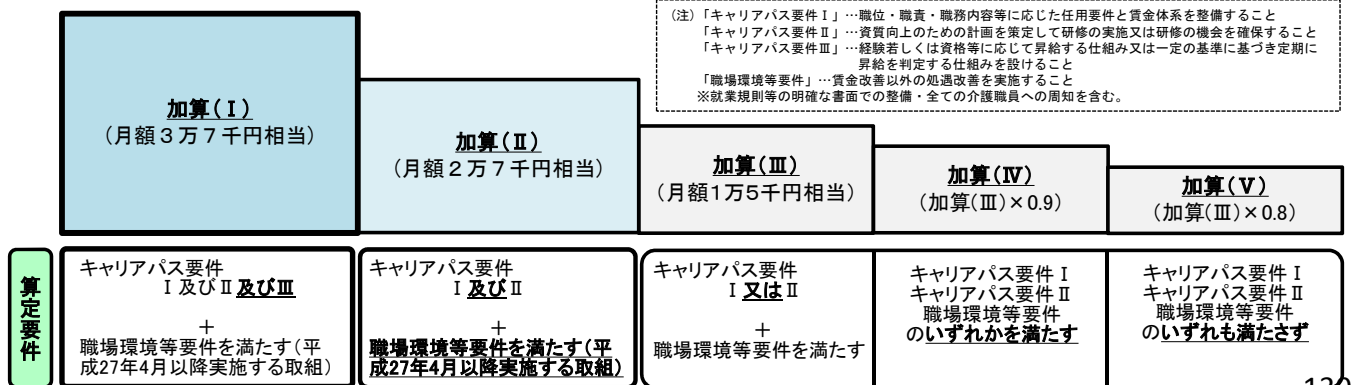 (注)「キャリアパス要件Ⅰ」…職位・職責・職務内容等に応じた任用要件と賃金体系を整備すること
「キャリアパス要件Ⅱ」…資質向上のための計画を策定して研修の実施又は研修の機会を確保すること
「キャリアパス要件Ⅲ」…経験若しくは資格等に応じて昇給する仕組み又は一定の基準に基づき定期に
昇給を判定する仕組みを設けること
「職場環境等要件」…賃金改善以外の処遇改善を実施すること
※就業規則等の明確な書面での整備・全ての介護職員への周知を含む。
加算(Ⅰ)
(月額3万7千円相当)
加算(Ⅱ)
(月額2万7千円相当)
加算(Ⅲ)
(月額1万5千円相当)
加算(Ⅳ)
(加算(Ⅲ)×0.9)
加算(Ⅴ)
(加算(Ⅲ)×0.8)
算定要件
キャリアパス要件
Ⅰ及びⅡ及びⅢ
+
職場環境等要件を満たす(平
成27年4月以降実施する取組)
キャリアパス要件
Ⅰ及びⅡ
+
職場環境等要件を満たす(平
成27年4月以降実施する取組)
キャリアパス要件
Ⅰ又はⅡ
+
職場環境等要件を満たす
キャリアパス要件Ⅰ
キャリアパス要件Ⅱ
職場環境等要件
のいずれかを満たす
キャリアパス要件Ⅰ
キャリアパス要件Ⅱ
職場環境等要件
のいずれも満たさず